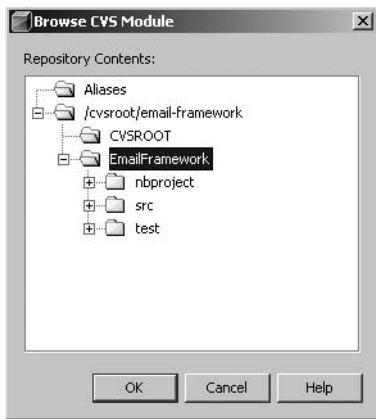 Browse CVS Module
Repository Contents:
Aliases
/cvsroot/email-framework
CVSROOT
EmailFramework
nbproject
src
test
OK Cancel Help